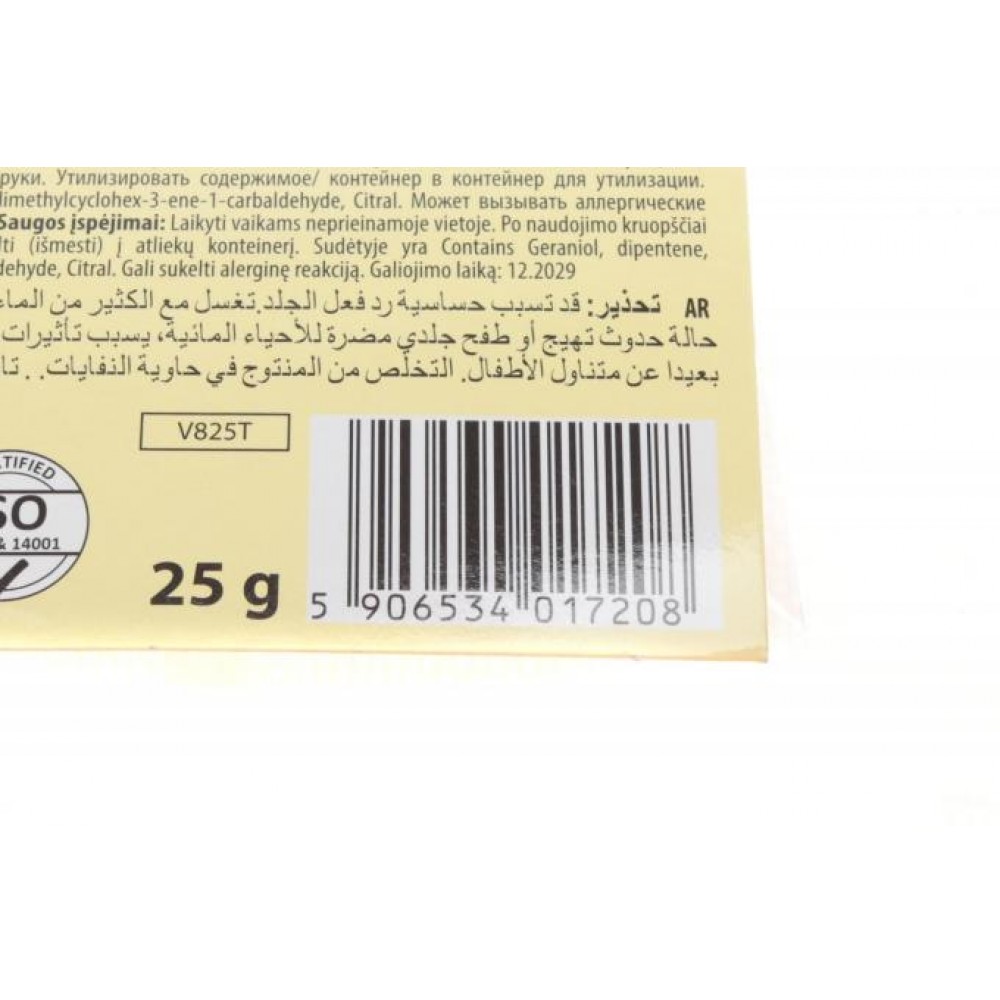 руки. Утилизировать содержимое/ контейнер в контейнер для утилизации.
dimethylcyclohex-3-ene-1-carbaldehyde, Citral. Может вызывать аллергические
Saugos įspėjimai: Laikyti vaikams neprieinamoje vietoje. Po naudojimo kruopščiai
lti (išmesti) į atliekų konteinerį. Sudėtyje yra Contains Geraniol, dipentene,
dehyde, Citral. Gali sukelti alerginę reakciją. Galiojimo laiką: 12.2029
AR تحذير: قد تسبب حساسية رد فعل الجلد.تغسل مع الكثير من الماء
حالة حدوث تهيج أو طفح جلدي مضرة للأحياء المائية، يسبب تأثيرات
بعيدا عن متناول الأطفال. التخلص من المنتوج في حاوية النفايات. . تا
V825T
TIFIED
SO
& 14001
25 g
5 906534 017208